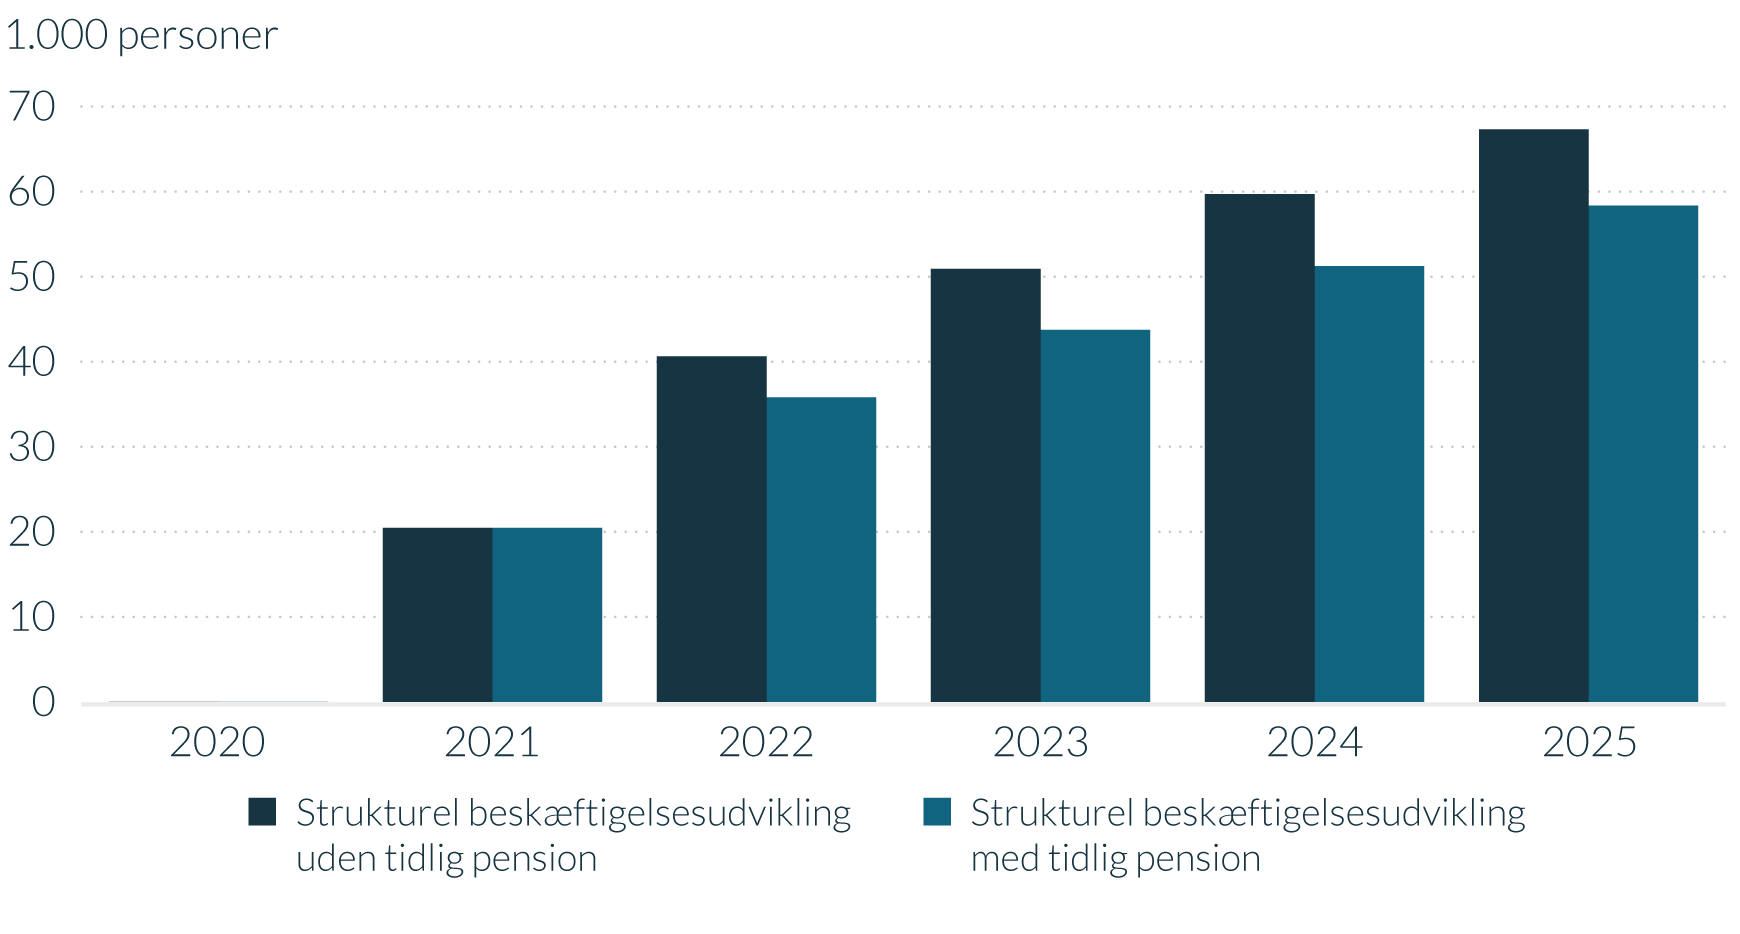 1.000 personer
70
60
50
40
30
20
10
0
2020 2021 2022 2023 2024 2025
Strukturel beskæftigelsesudvikling
uden tidlig pension
Strukturel beskæftigelsesudvikling
med tidlig pension